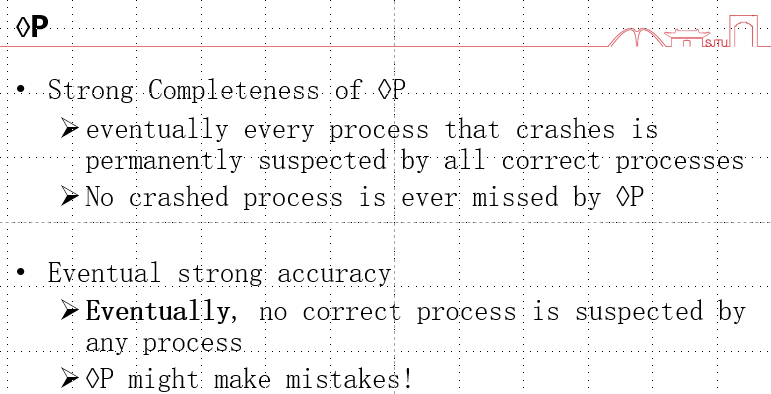 ◊P
SJTU
• Strong Completeness of ◊P
➢ eventually every process that crashes is
permanently suspected by all correct processes
➢ No crashed process is ever missed by ◊P
• Eventual strong accuracy
➢ Eventually, no correct process is suspected by
any process
➢ ◊P might make mistakes!